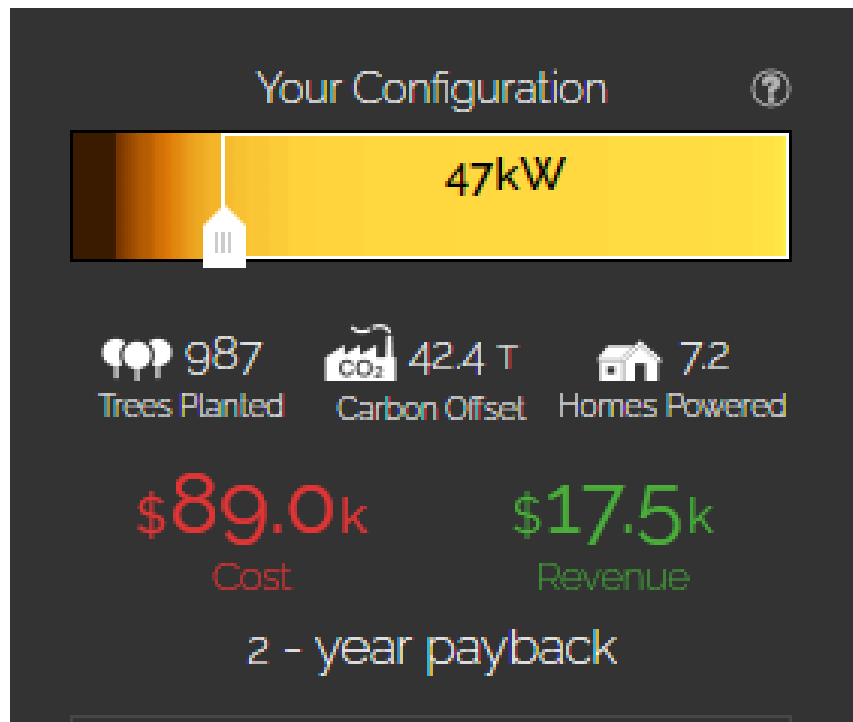 Your Configuration ?
47kW
987 CO₂ 42.4 T 7.2
Trees Planted Carbon Offset Homes Powered
$89.0k $17.5k
Cost Revenue
2 - year payback